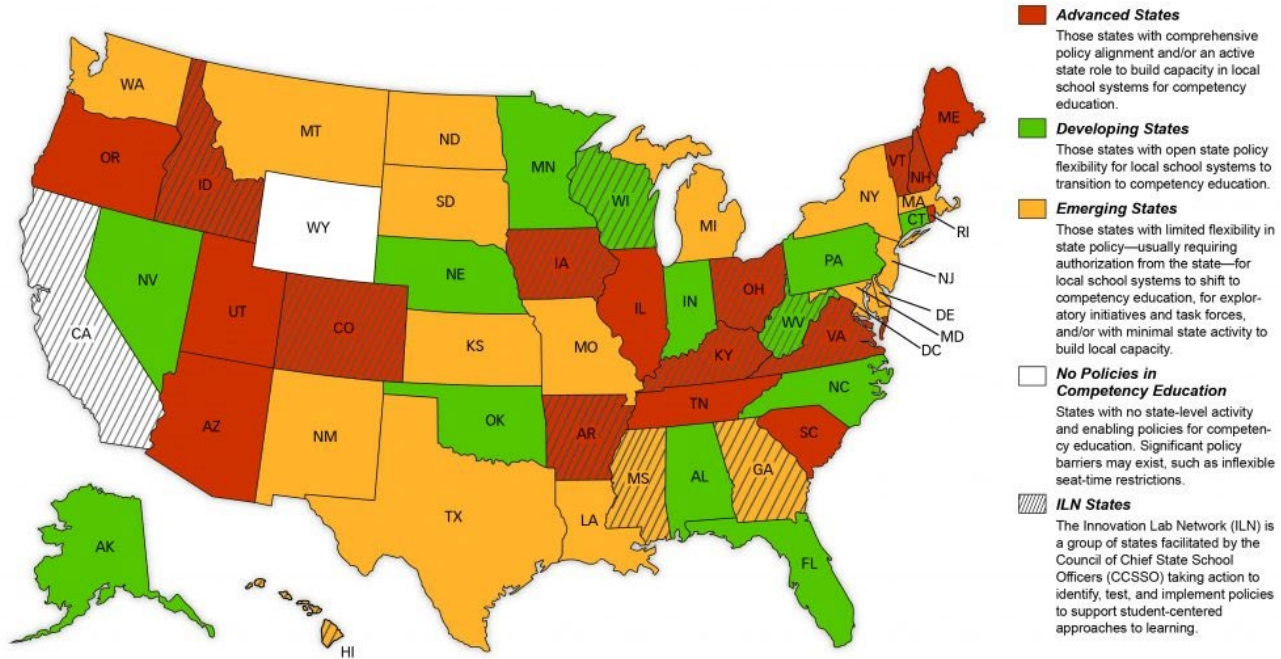 WA
MT
ND
MN
ME
OR
ID
SD
WI
VT
NH
NY
MA
CT
RI
MI
WY
NV
NE
IA
PA
NJ
CA
UT
CO
IL
IN
OH
WV
VA
DE
MD
DC
KS
MO
KY
AZ
NM
OK
AR
TN
NC
SC
MS
AL
GA
TX
LA
FL
AK
HI
Advanced States
Those states with comprehensive
policy alignment and/or an active
state role to build capacity in local
school systems for competency
education.
Developing States
Those states with open state policy
flexibility for local school systems to
transition to competency education.
Emerging States
Those with limited flexibility in
state policy—usually requiring
authorization from the state—for
local school systems to shift to
competency education, for explor-
atory initiatives and task forces,
and/or with minimal state activity to
build local capacity.
No Policies in
Competency Education
States with no state-level activity
and enabling policies for competen-
cy education. Significant policy
barriers may exist, such as inflexible
seat-time restrictions.
ILN States
The Innovation Lab Network (ILN) is
a group of states facilitated by the
Council of Chief State School
Officers (CCSSO) taking action to
identify, test, and implement policies
to support student-centered
approaches to learning.